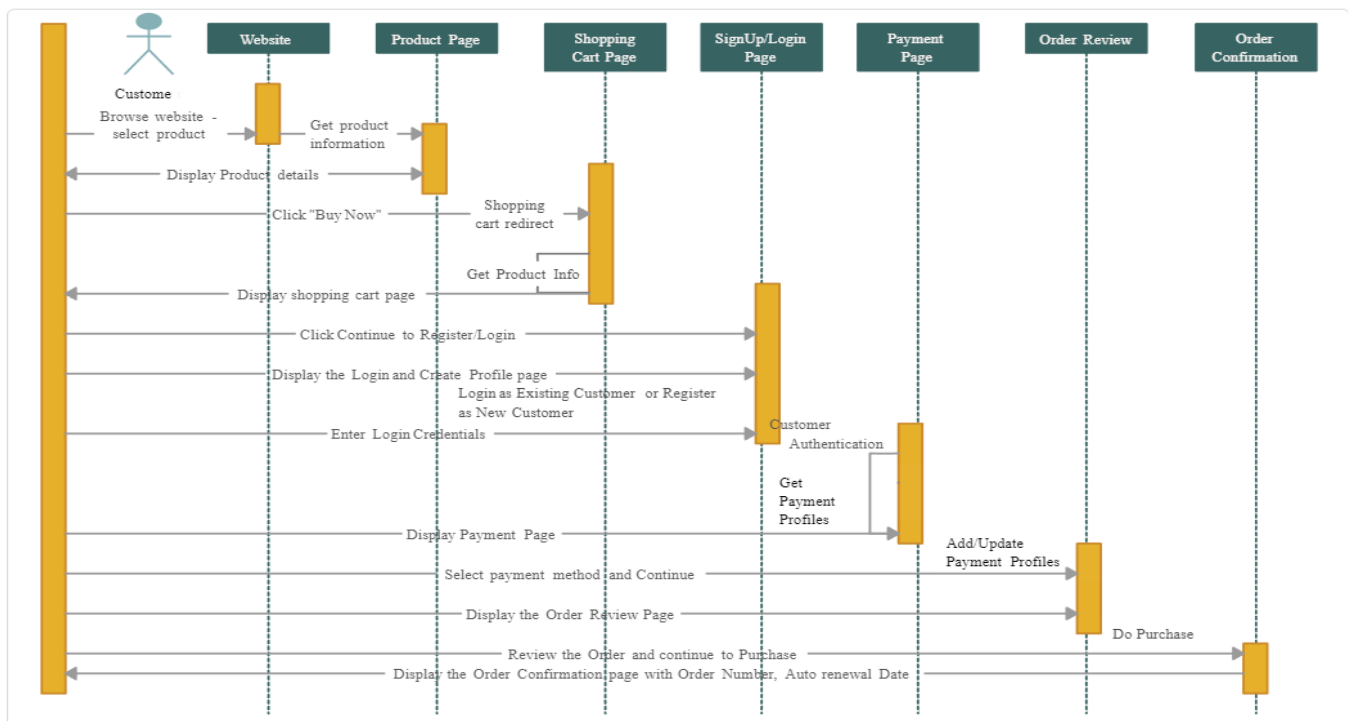 Website
Product Page
Shopping
Cart Page
SignUp/Login
Page
Payment
Page
Order Review
Order
Confirmation
Custome
Browse website -
select product
Get product
information
Display Product details
Click "Buy Now"
Shopping
cart redirect
Get Product Info
Display shopping cart page
Click Continue to Register/Login
Display the Login and Create Profile page
Login as Existing Customer or Register
as New Customer
Enter Login Credentials
Customer
Authentication
Get
Payment
Profiles
Display Payment Page
Add/Update
Payment Profiles
Select payment method and Continue
Display the Order Review Page
Do Purchase
Review the Order and continue to Purchase
Display the Order Confirmation page with Order Number, Auto renewal Date